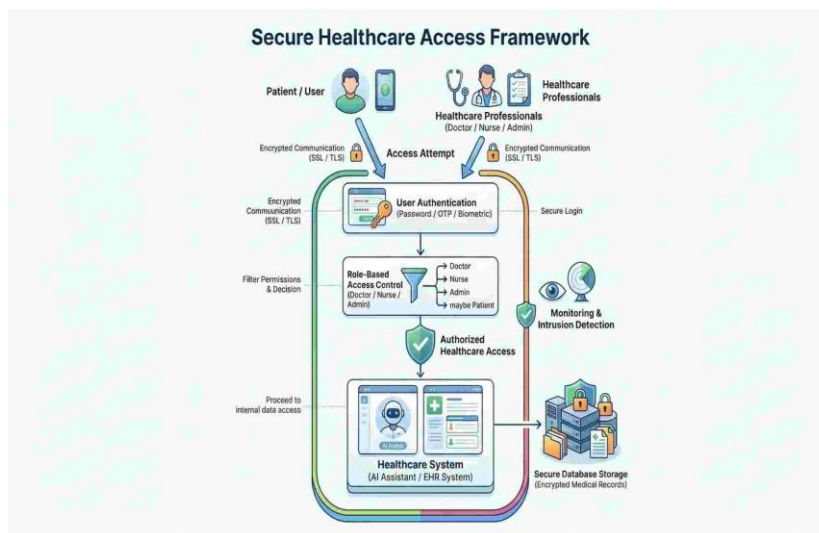 Secure Healthcare Access Framework
Patient / User
Healthcare
Professionals
Healthcare Professionals
(Doctor / Nurse / Admin)
Encrypted Communication
(SSL / TLS)
Access Attempt
Encrypted Communication
(SSL / TLS)
Encrypted
Communication
(SSL / TLS)
User Authentication
(Password / OTP / Biometric)
Secure Login
Filter Permissions
& Decision
Role-Based
Access Control
(Doctor / Nurse /
Admin)
Doctor
Nurse
Admin
maybe Patient
Monitoring &
Intrusion Detection
Authorized
Healthcare Access
Proceed to
internal data access
Healthcare System
(AI Assistant / EHR System)
Secure Database Storage
(Encrypted Medical Records)